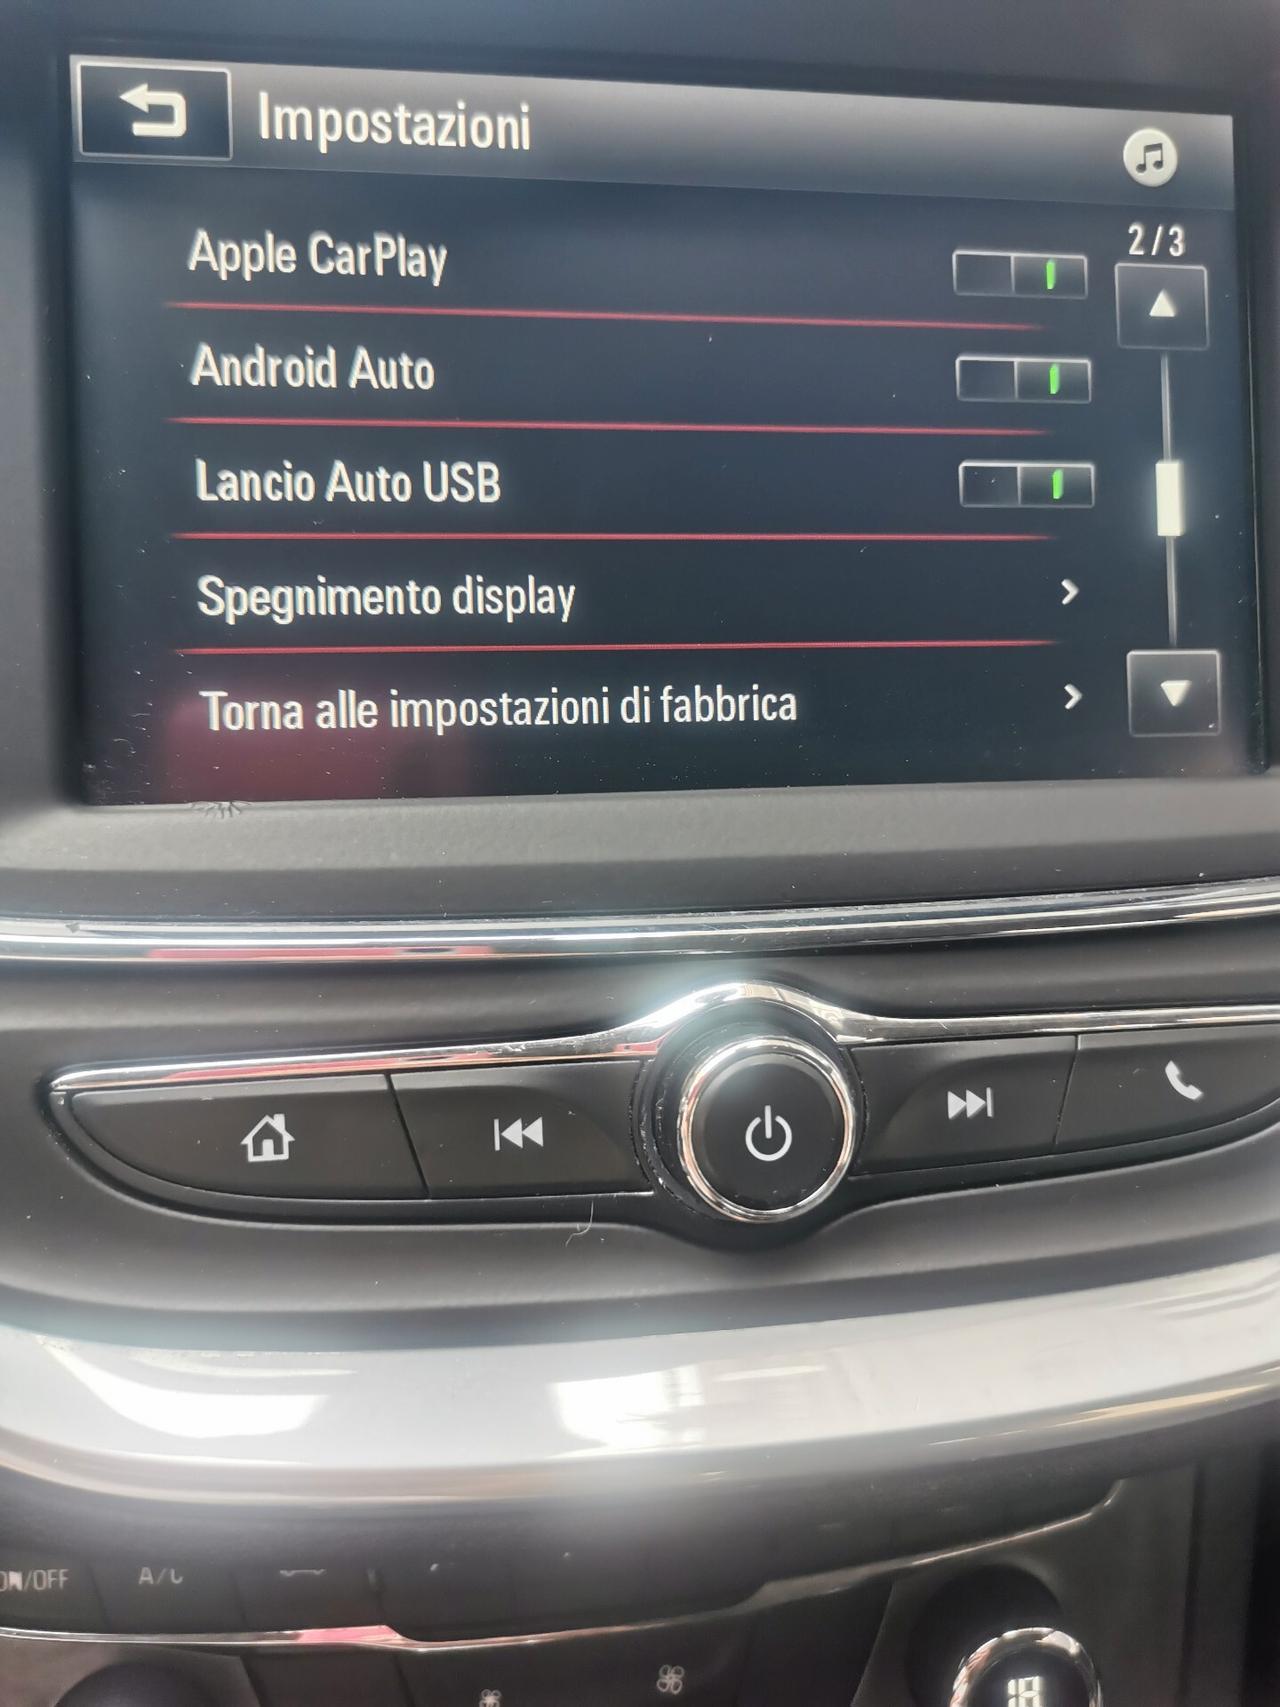 Impostazioni
2/3
Apple CarPlay
Android Auto
Lancio Auto USB
Spegnimento display
Torna alle impostazioni di fabbrica
ON/OFF
A/C
18